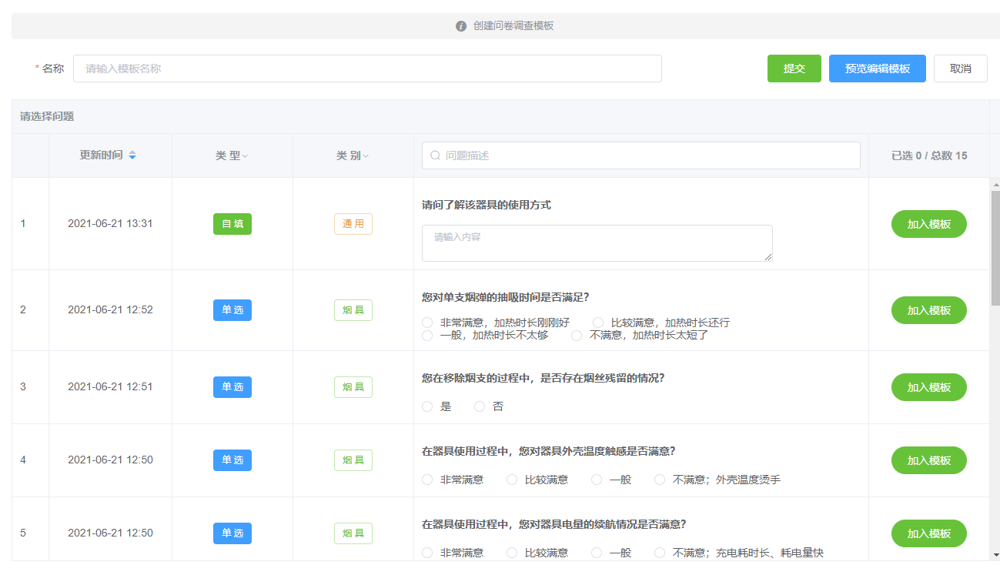 创建问卷调查模板
* 名称 请输入模板名称 提交 预览编辑模板 取消
请选择问题
更新时间 类 型 类 别 问题描述 已选 0 / 总数 15
请问了解该器具的使用方式
1 2021-06-21 13:31 自 填 通 用 请输入内容 加入模板
您对单支烟弹的抽吸时间是否满足?
2 2021-06-21 12:52 单 选 烟 具 非常满意，加热时长刚刚好 比较满意，加热时长还行 加入模板
一般，加热时长不太够 不满意，加热时长太短了
您在移除烟支的过程中，是否存在烟丝残留的情况?
3 2021-06-21 12:51 单 选 烟 具 是 否 加入模板
在器具使用过程中，您对器具外壳温度触感是否满意?
4 2021-06-21 12:50 单 选 烟 具 非常满意 比较满意 一般 不满意；外壳温度烫手 加入模板
在器具使用过程中，您对器具电量的续航情况是否满意?
5 2021-06-21 12:50 单 选 烟 具 非常满意 比较满意 一般 不满意；充电耗时长、耗电量快 加入模板